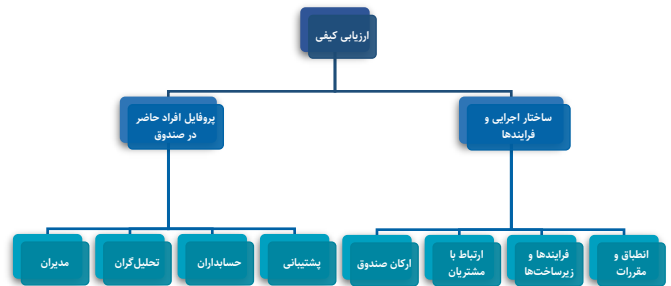 ارزیابی کیفی
ساختار اجرایی و
فرایندها
پروفایل افراد حاضر
در صندوق
انطباق و
مقررات
فرایندها و
زیرساخت‌ها
ارتباط با
مشتریان
ارکان صندوق
پشتیبانی
حسابداران
تحلیل‌گران
مدیران